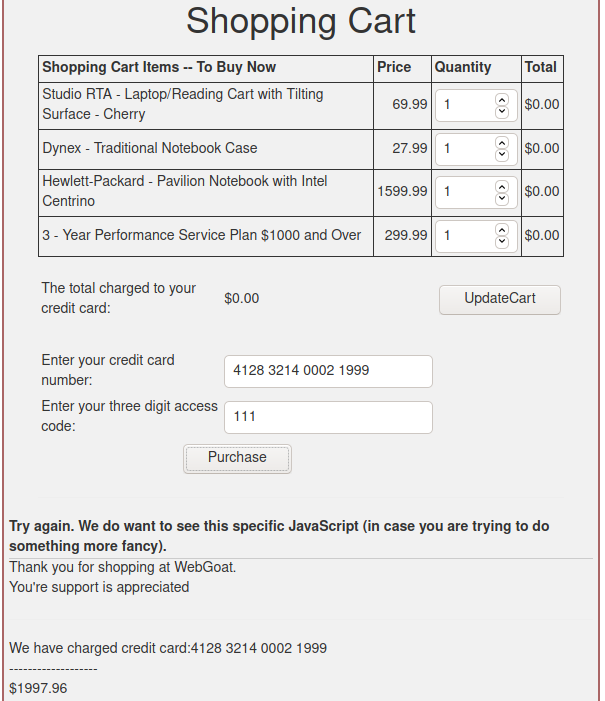 Shopping Cart
Shopping Cart Items -- To Buy Now Price Quantity Total
Studio RTA - Laptop/Reading Cart with Tilting
Surface - Cherry 69.99 1 $0.00
Dynex - Traditional Notebook Case 27.99 1 $0.00
Hewlett-Packard - Pavilion Notebook with Intel
Centrino 1599.99 1 $0.00
3 - Year Performance Service Plan $1000 and Over 299.99 1 $0.00
The total charged to your
credit card: $0.00 UpdateCart
Enter your credit card
number: 4128 3214 0002 1999
Enter your three digit access
code: 111
Purchase
Try again. We do want to see this specific JavaScript (in case you are trying to do
something more fancy).
Thank you for shopping at WebGoat.
You're support is appreciated
We have charged credit card:4128 3214 0002 1999
-------------------
$1997.96